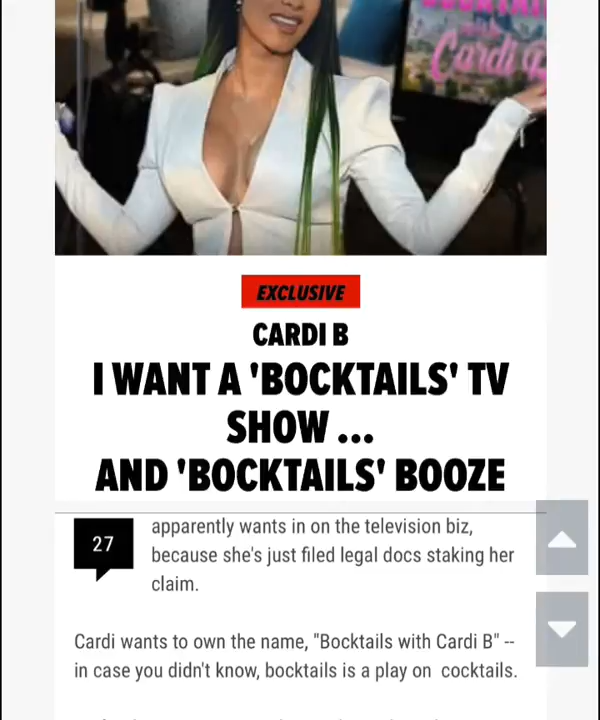 Cardi B
EXCLUSIVE
CARDI B
I WANT A 'BOCKTAILS' TV
SHOW ...
AND 'BOCKTAILS' BOOZE
27
apparently wants in on the television biz,
because she's just filed legal docs staking her
claim.
Cardi wants to own the name, "Bocktails with Cardi B" --
in case you didn't know, bocktails is a play on cocktails.